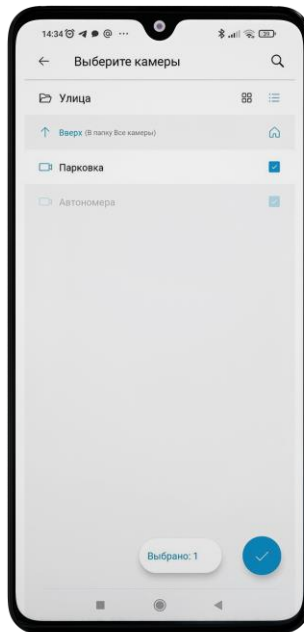 14:34
Выберите камеры
Улица
Вверх (В папку Все камеры)
Парковка
Автономера
Выбрано: 1